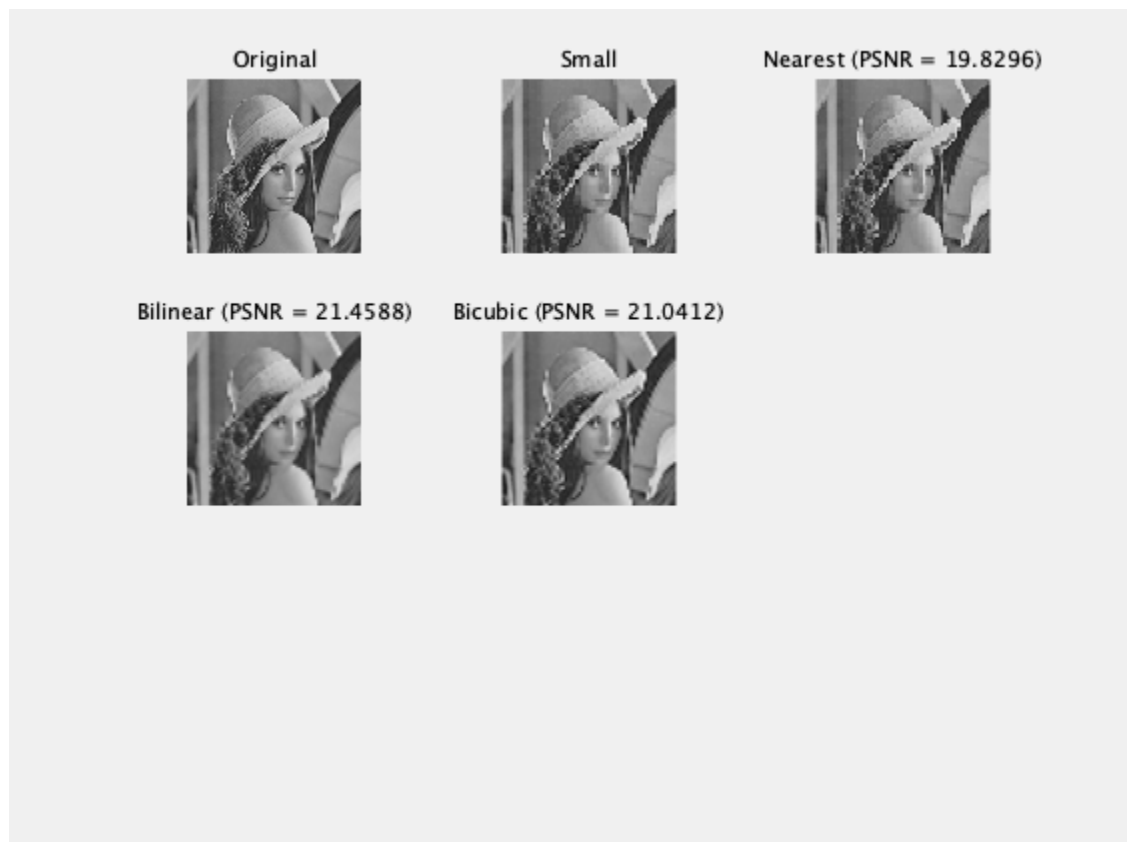 Original
Small
Nearest (PSNR = 19.8296)
Bilinear (PSNR = 21.4588)
Bicubic (PSNR = 21.0412)